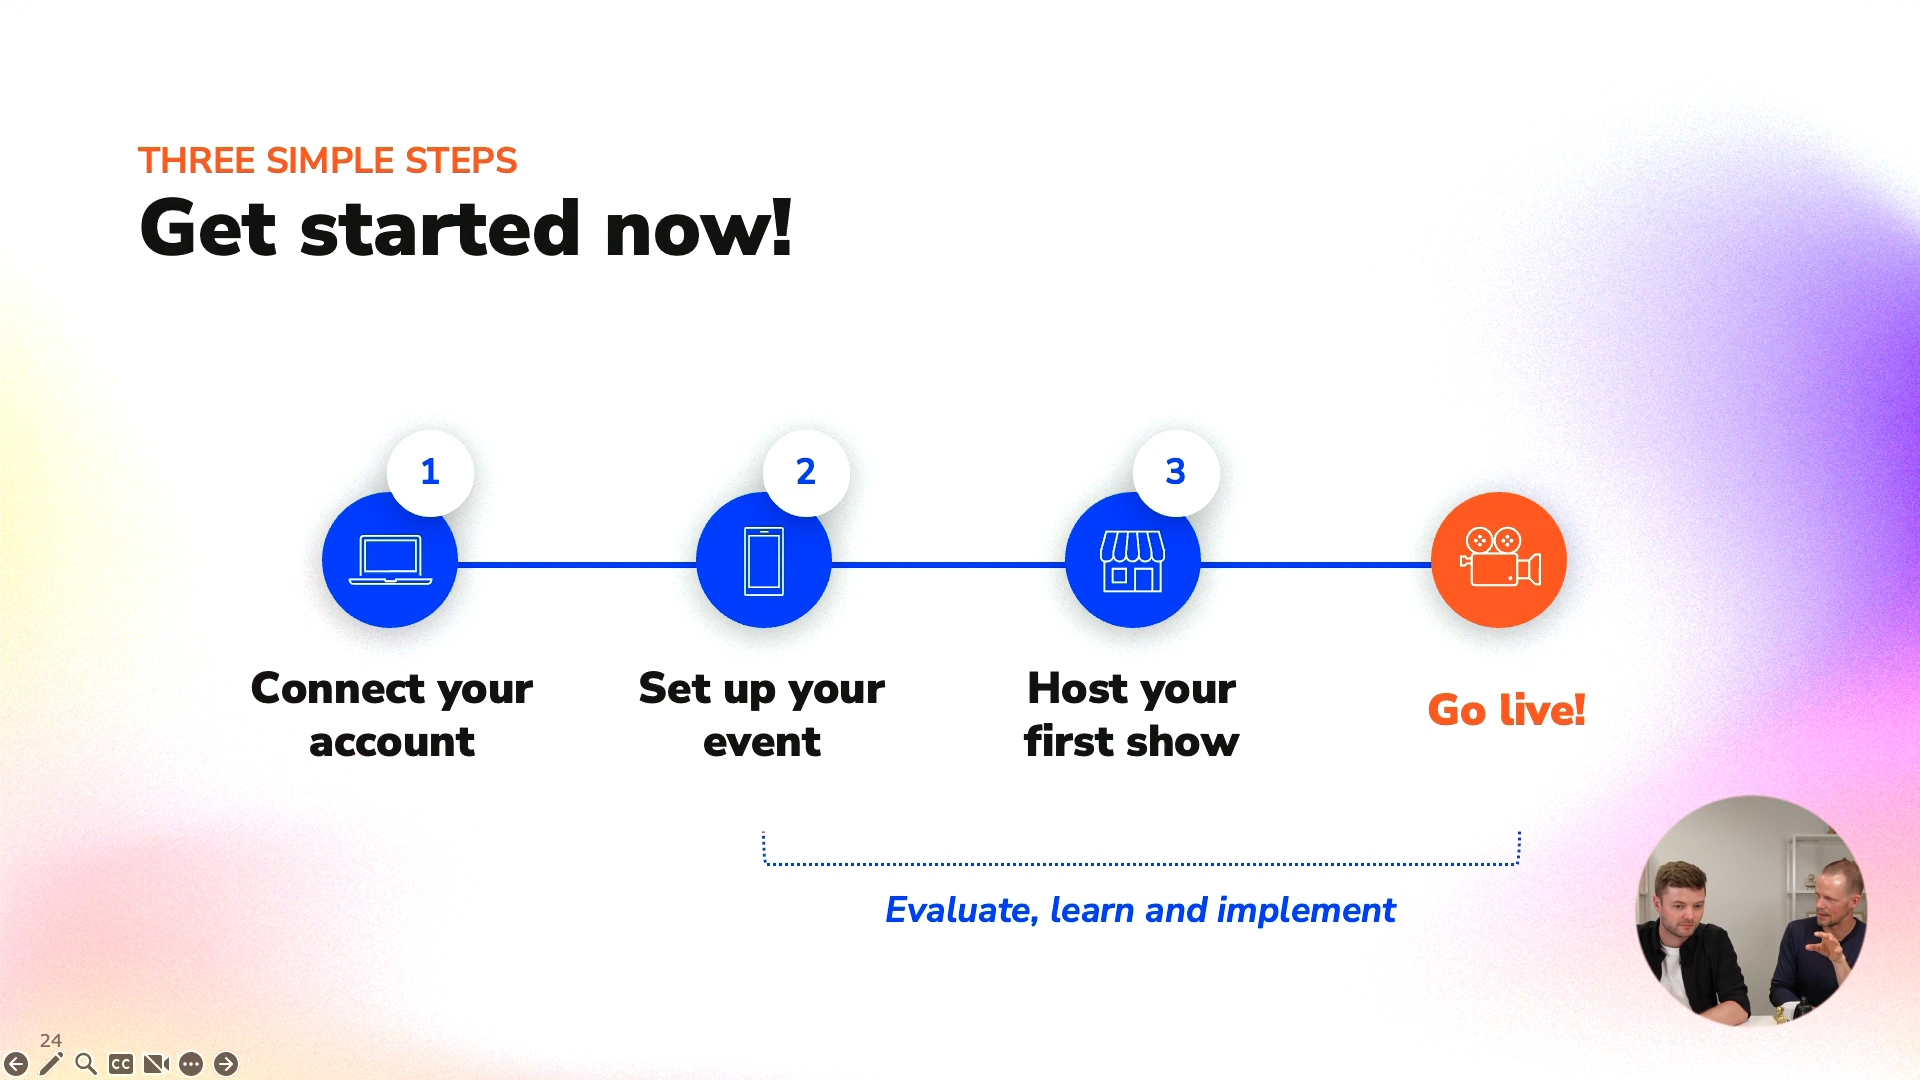 THREE SIMPLE STEPS
Get started now!
1
2
3
Connect your
account
Set up your
event
Host your
first show
Go live!
Evaluate, learn and implement
24
CC